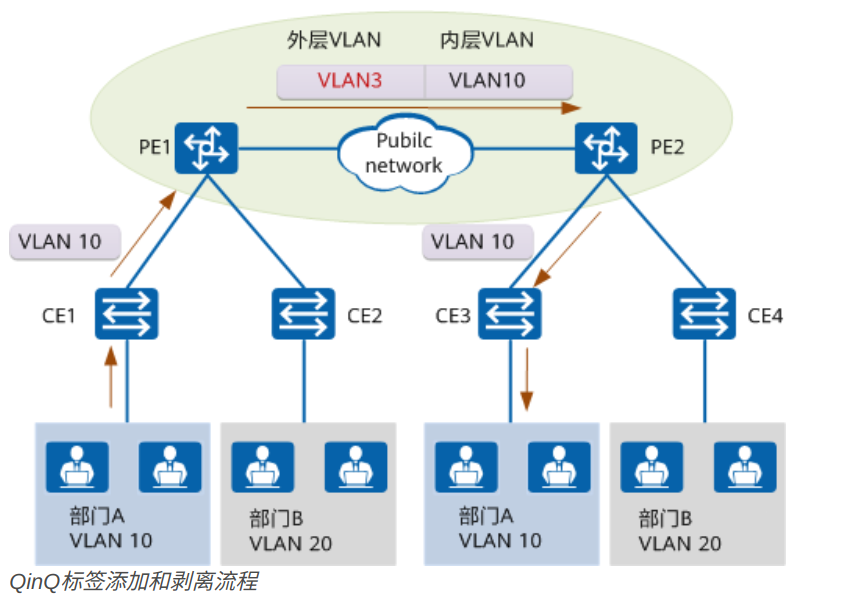 外层VLAN 内层VLAN
VLAN3 VLAN10
PE1
Pubilc
network
PE2
VLAN 10
VLAN 10
CE1
CE2
CE3
CE4
部门A
VLAN 10
部门B
VLAN 20
部门A
VLAN 10
部门B
VLAN 20
QinQ标签添加和剥离流程